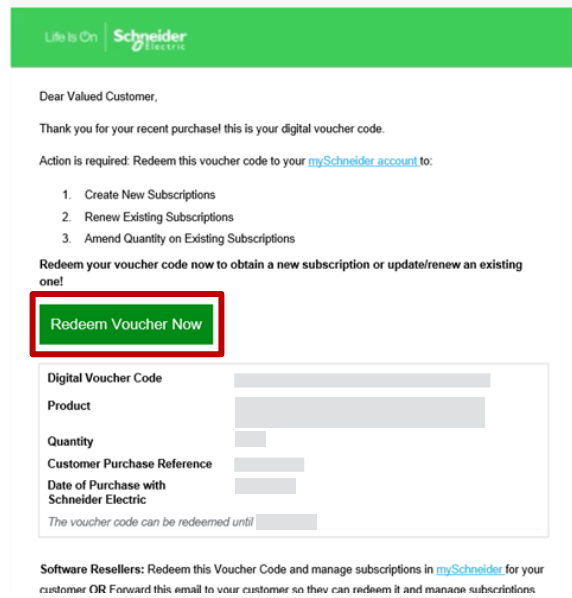 Life Is On Schneider Electric
Dear Valued Customer,
Thank you for your recent purchase! this is your digital voucher code.
Action is required: Redeem this voucher code to your mySchneider account to:
1. Create New Subscriptions
2. Renew Existing Subscriptions
3. Amend Quantity on Existing Subscriptions
Redeem your voucher code now to obtain a new subscription or update/renew an existing
one!
Redeem Voucher Now
Digital Voucher Code
Product
Quantity
Customer Purchase Reference
Date of Purchase with
Schneider Electric
The voucher code can be redeemed until
Software Resellers: Redeem this Voucher Code and manage subscriptions in mySchneider for your
customer OR Forward this email to your customer so they can redeem it and manage subscriptions